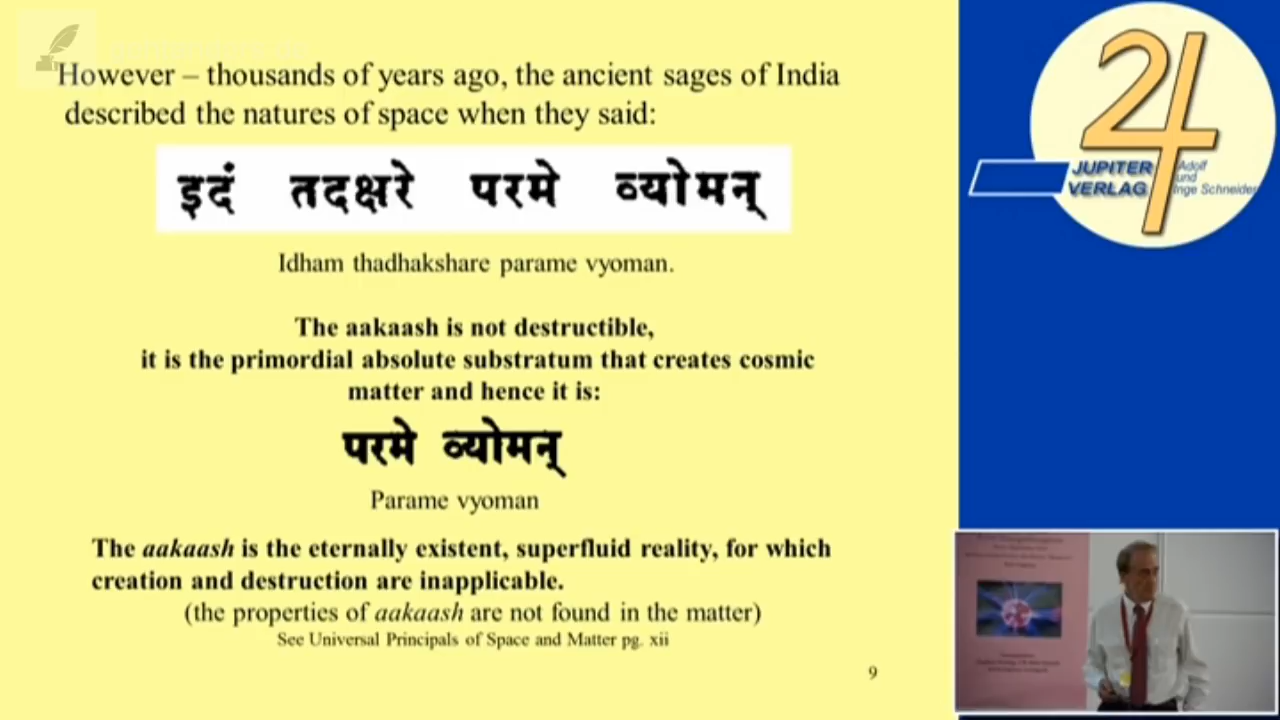 However – thousands of years ago, the ancient sages of India
described the natures of space when they said:
इदं तदक्षरे परमे व्योमन्
Idham thadhakshare parame vyoman.
The aakaash is not destructible,
it is the primordial absolute substratum that creates cosmic
matter and hence it is:
परमे व्योमन्
Parame vyoman
The aakaash is the eternally existent, superfluid reality, for which
creation and destruction are inapplicable.
(the properties of aakaash are not found in the matter)
See Universal Principals of Space and Matter pg. xii
9
JUPITER
VERLAG
Adolf
und
Inge Schneider